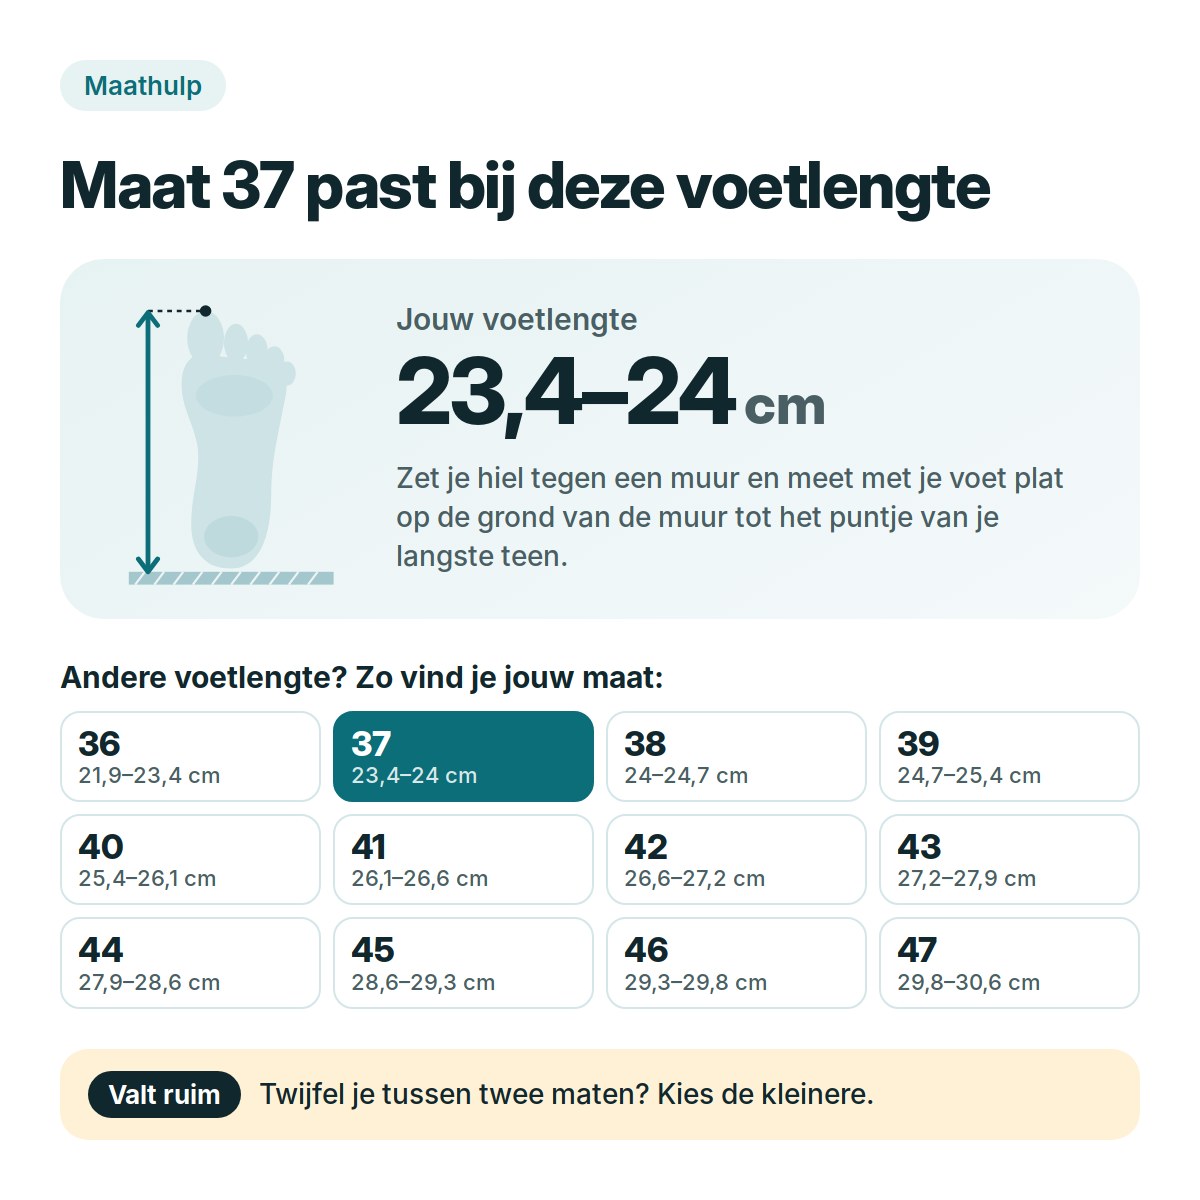 Maathulp
Maat 37 past bij deze voetlengte
Jouw voetlengte
23,4–24 cm
Zet je hiel tegen een muur en meet met je voet plat
op de grond van de muur tot het puntje van je
langste teen.
Andere voetlengte? Zo vind je jouw maat:
36
21,9–23,4 cm
37
23,4–24 cm
38
24–24,7 cm
39
24,7–25,4 cm
40
25,4–26,1 cm
41
26,1–26,6 cm
42
26,6–27,2 cm
43
27,2–27,9 cm
44
27,9–28,6 cm
45
28,6–29,3 cm
46
29,3–29,8 cm
47
29,8–30,6 cm
Valt ruim Twijfel je tussen twee maten? Kies de kleinere.